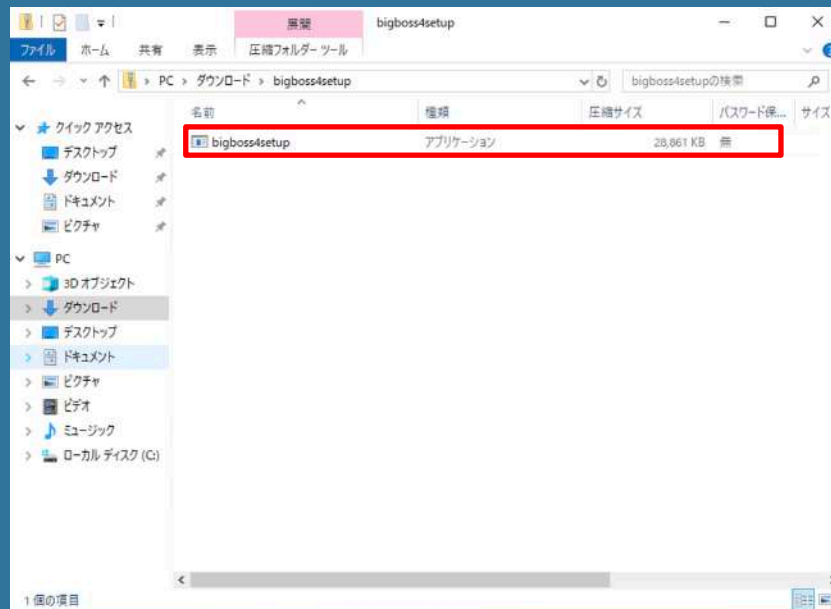 展開
bigboss4setup
ファイル ホーム 共有 表示 圧縮フォルダー ツール
PC > ダウンロード > bigboss4setup
bigboss4setupの検索
名前 種類 圧縮サイズ パスワード保... サイズ
bigboss4setup アプリケーション 28,861 KB 無
クイック アクセス
デスクトップ
ダウンロード
ドキュメント
ピクチャ
PC
3D オブジェクト
ダウンロード
デスクトップ
ドキュメント
ピクチャ
ビデオ
ミュージック
ローカル ディスク (C:)
1 個の項目